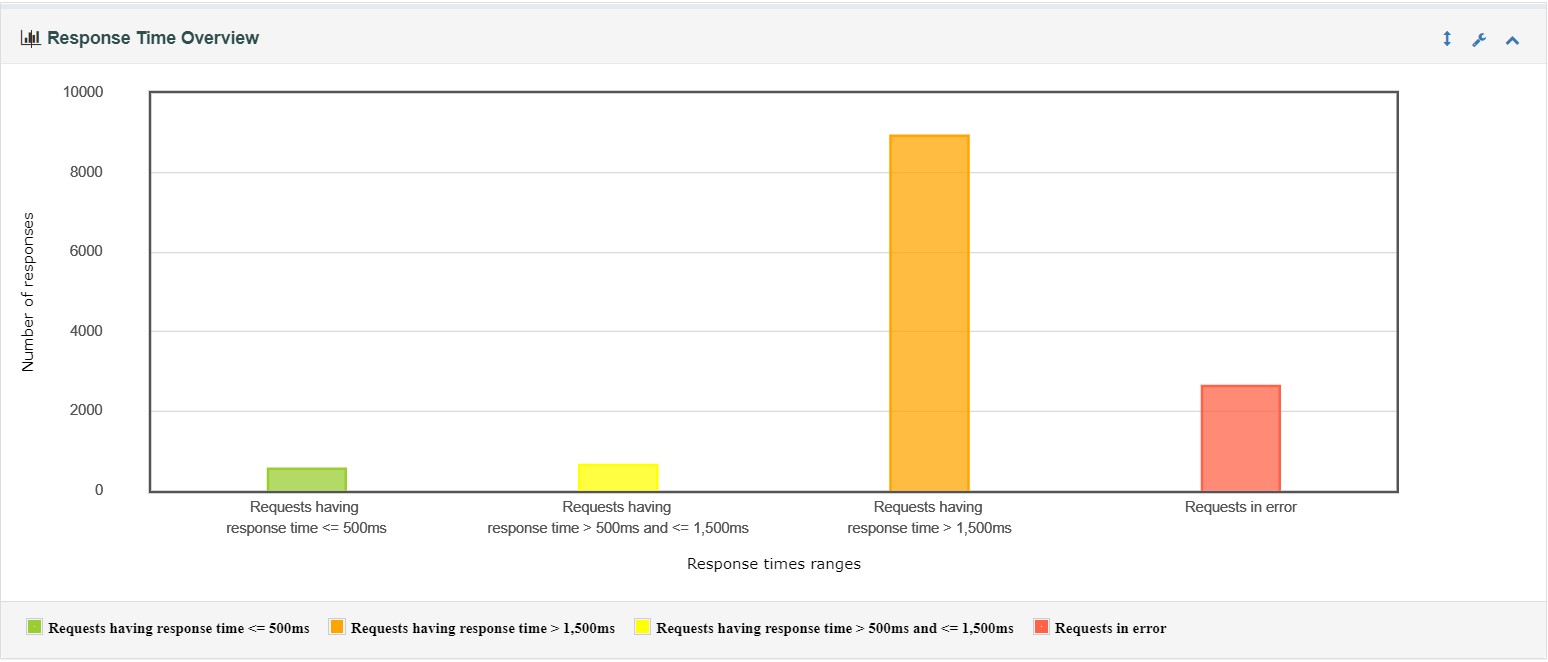 Response Time Overview
10000
8000
6000
4000
2000
0
Number of responses
Requests having
response time <= 500ms
Requests having
response time > 500ms and <= 1,500ms
Requests having
response time > 1,500ms
Requests in error
Response times ranges
Requests having response time <= 500ms Requests having response time > 1,500ms Requests having response time > 500ms and <= 1,500ms Requests in error